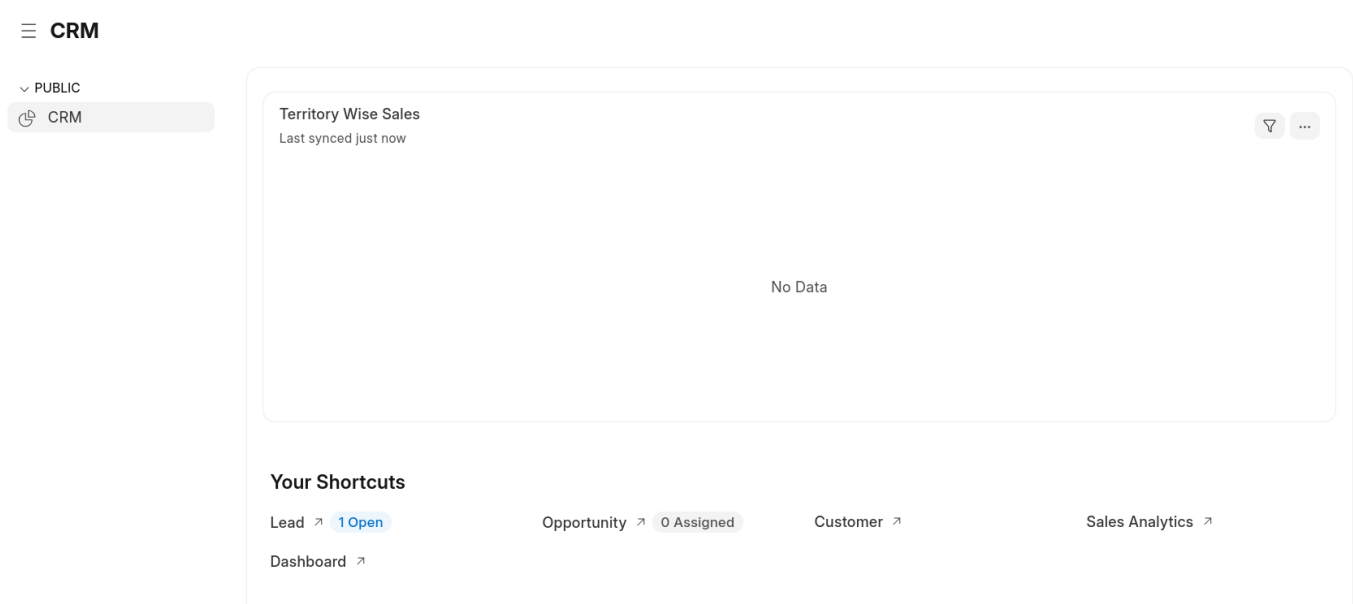 CRM
PUBLIC
CRM
Territory Wise Sales
Last synced just now
No Data
Your Shortcuts
Lead 1 Open Opportunity 0 Assigned Customer Sales Analytics
Dashboard